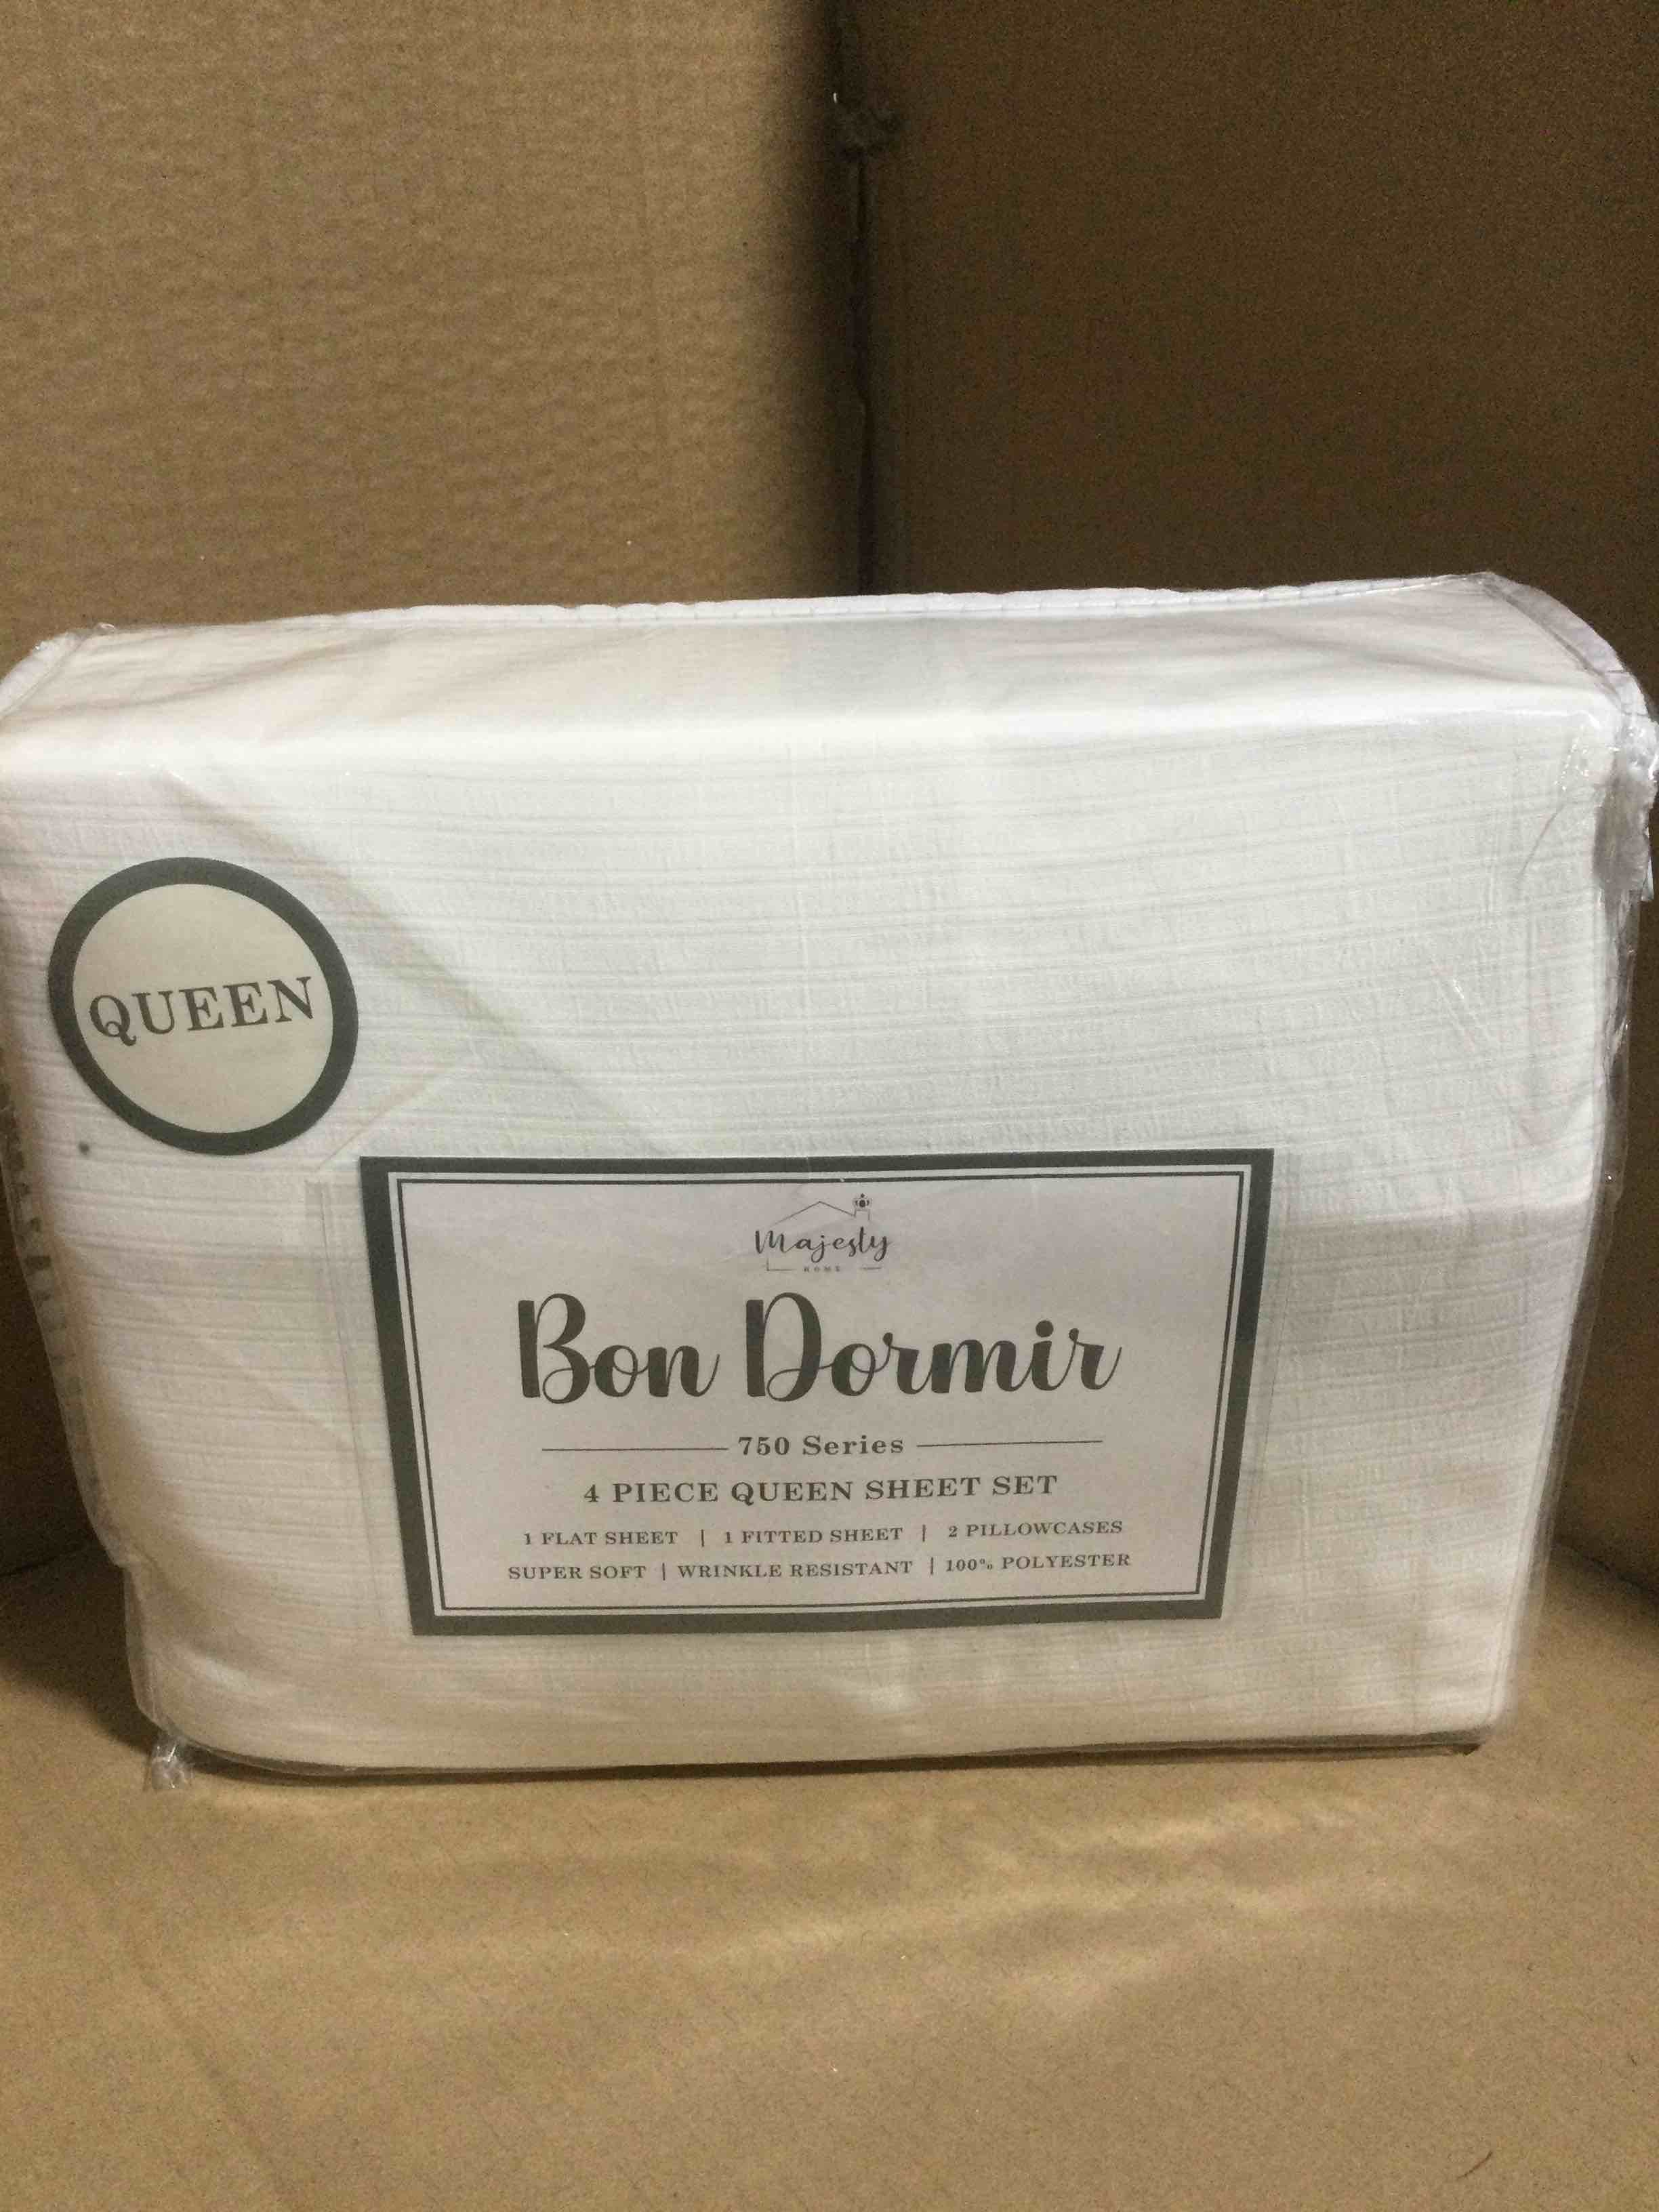 QUEEN
Majesty
HOME
Bon Dormir
750 Series
4 PIECE QUEEN SHEET SET
1 FLAT SHEET | 1 FITTED SHEET | 2 PILLOWCASES
SUPER SOFT | WRINKLE RESISTANT | 100% POLYESTER